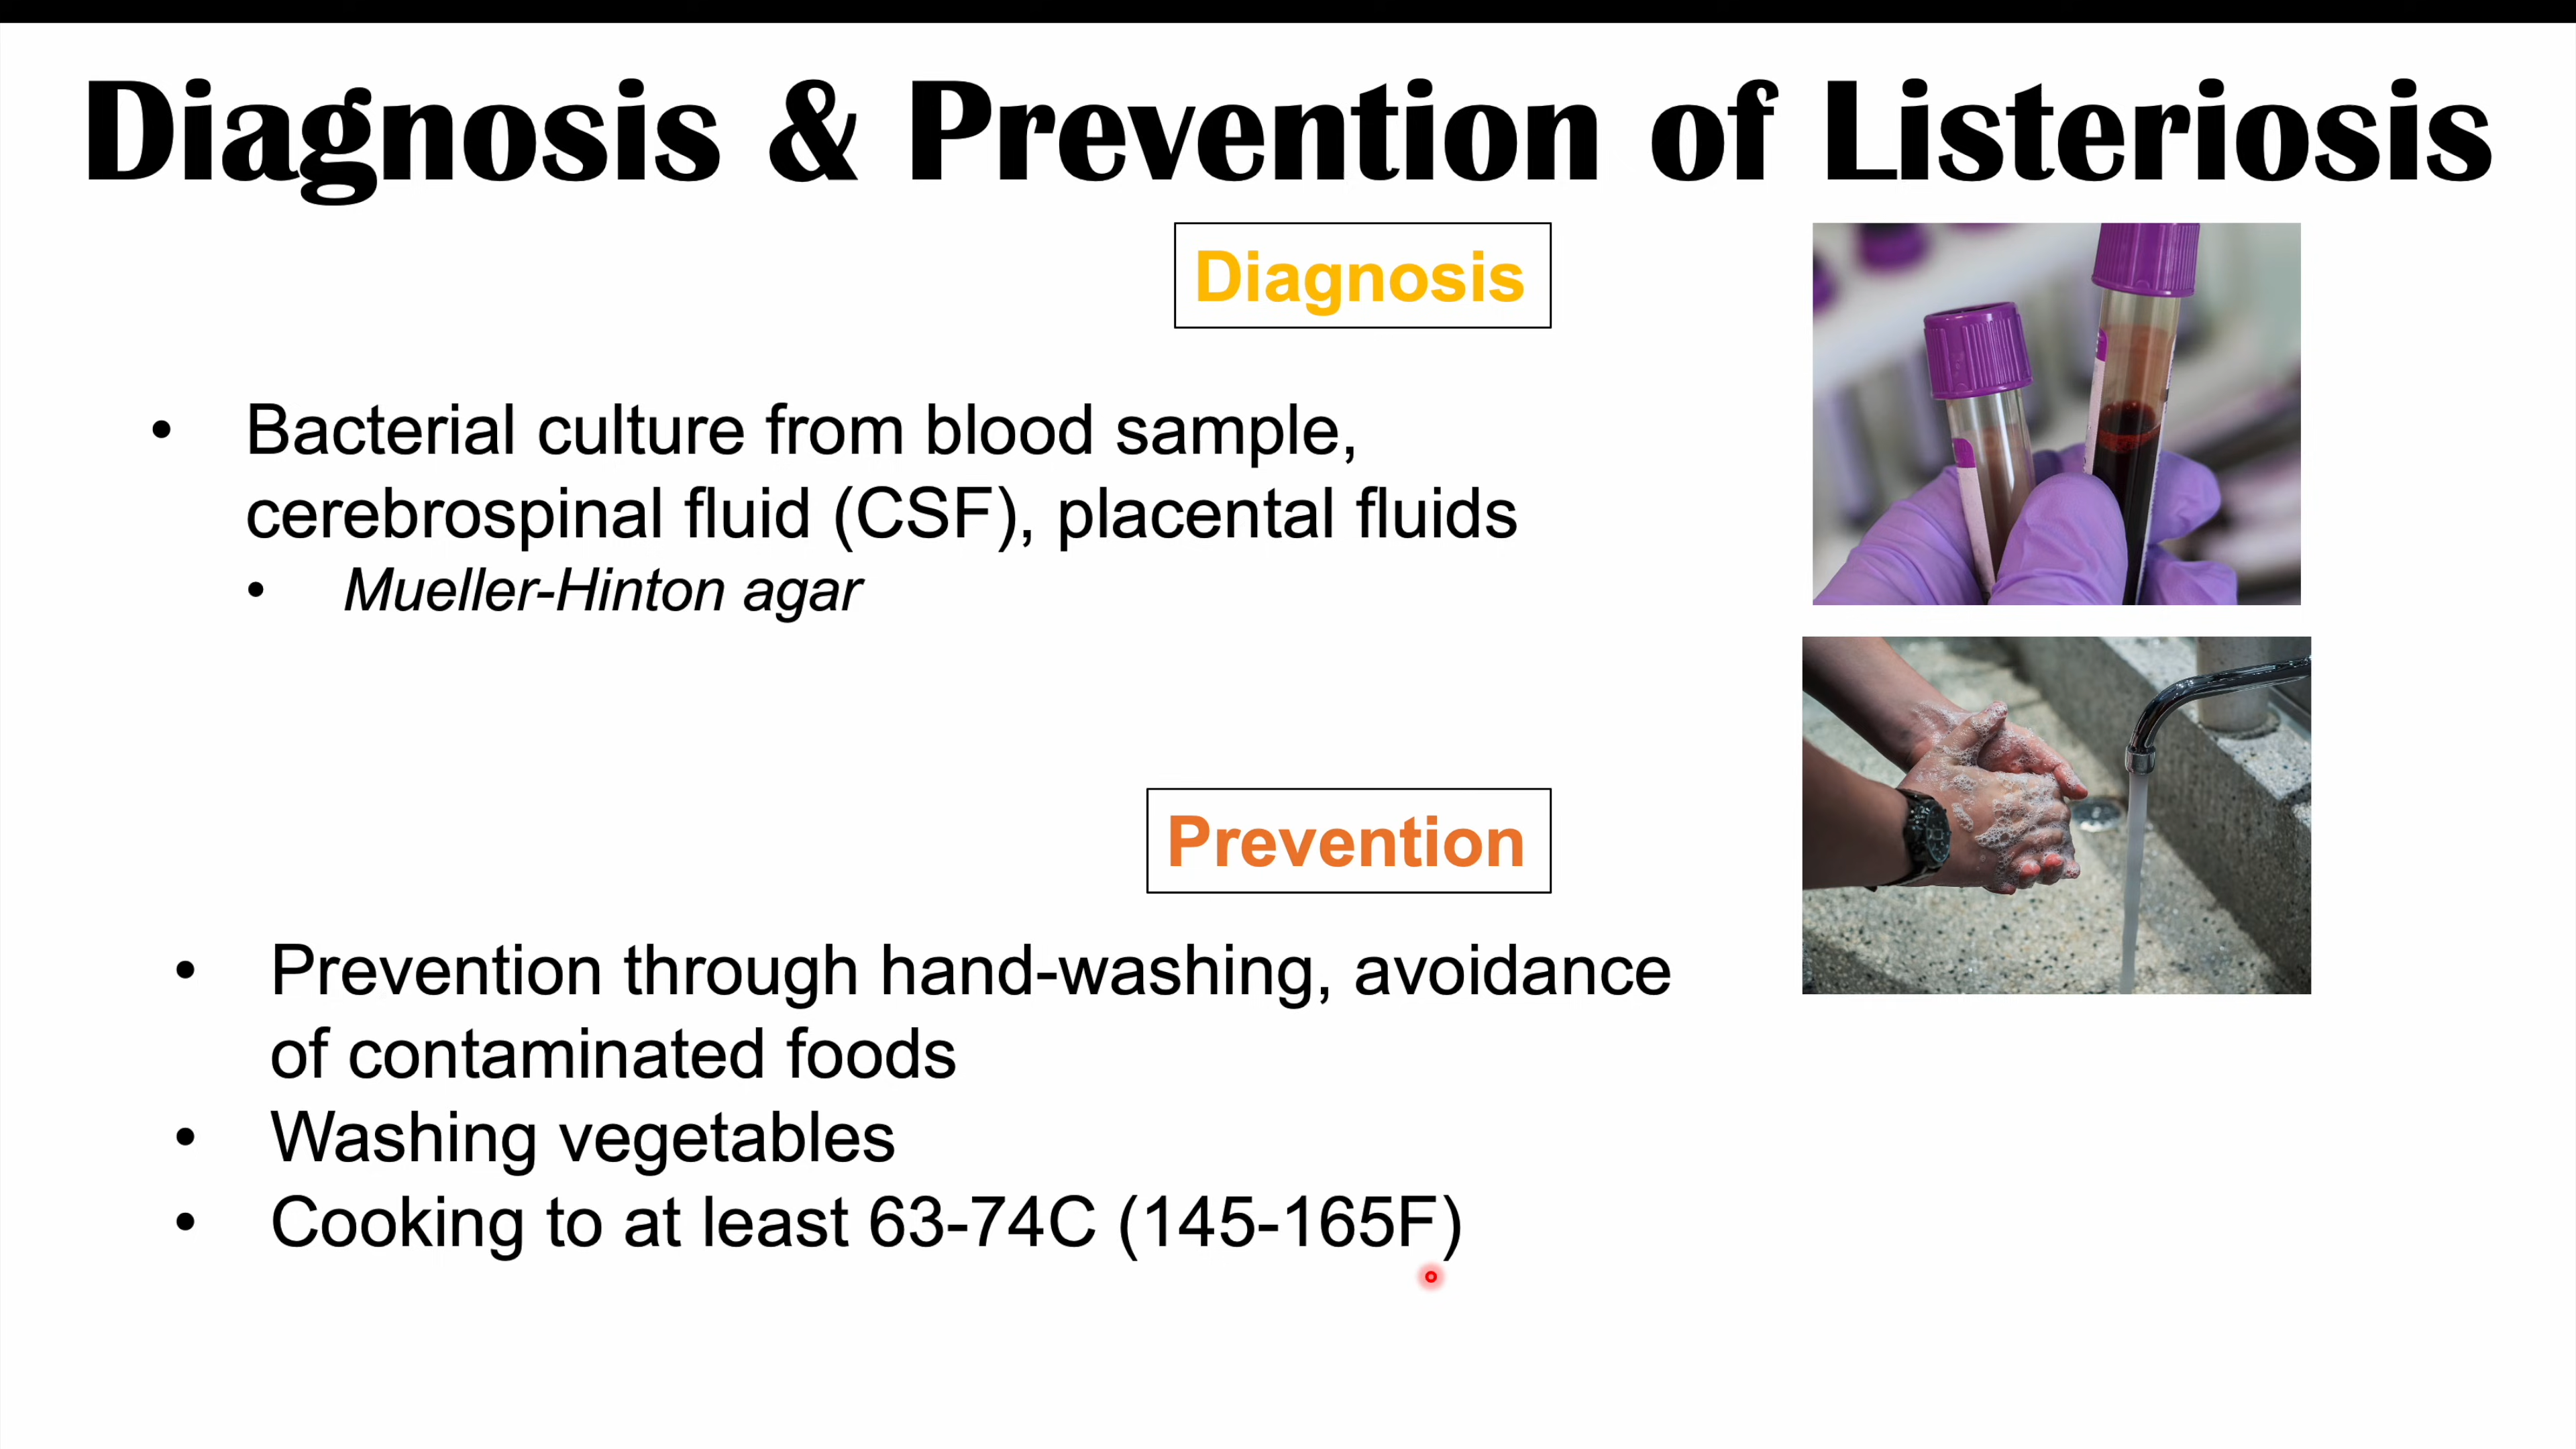 Diagnosis & Prevention of Listeriosis
Diagnosis
• Bacterial culture from blood sample,
cerebrospinal fluid (CSF), placental fluids
• Mueller-Hinton agar
Prevention
• Prevention through hand-washing, avoidance
of contaminated foods
• Washing vegetables
• Cooking to at least 63-74C (145-165F)